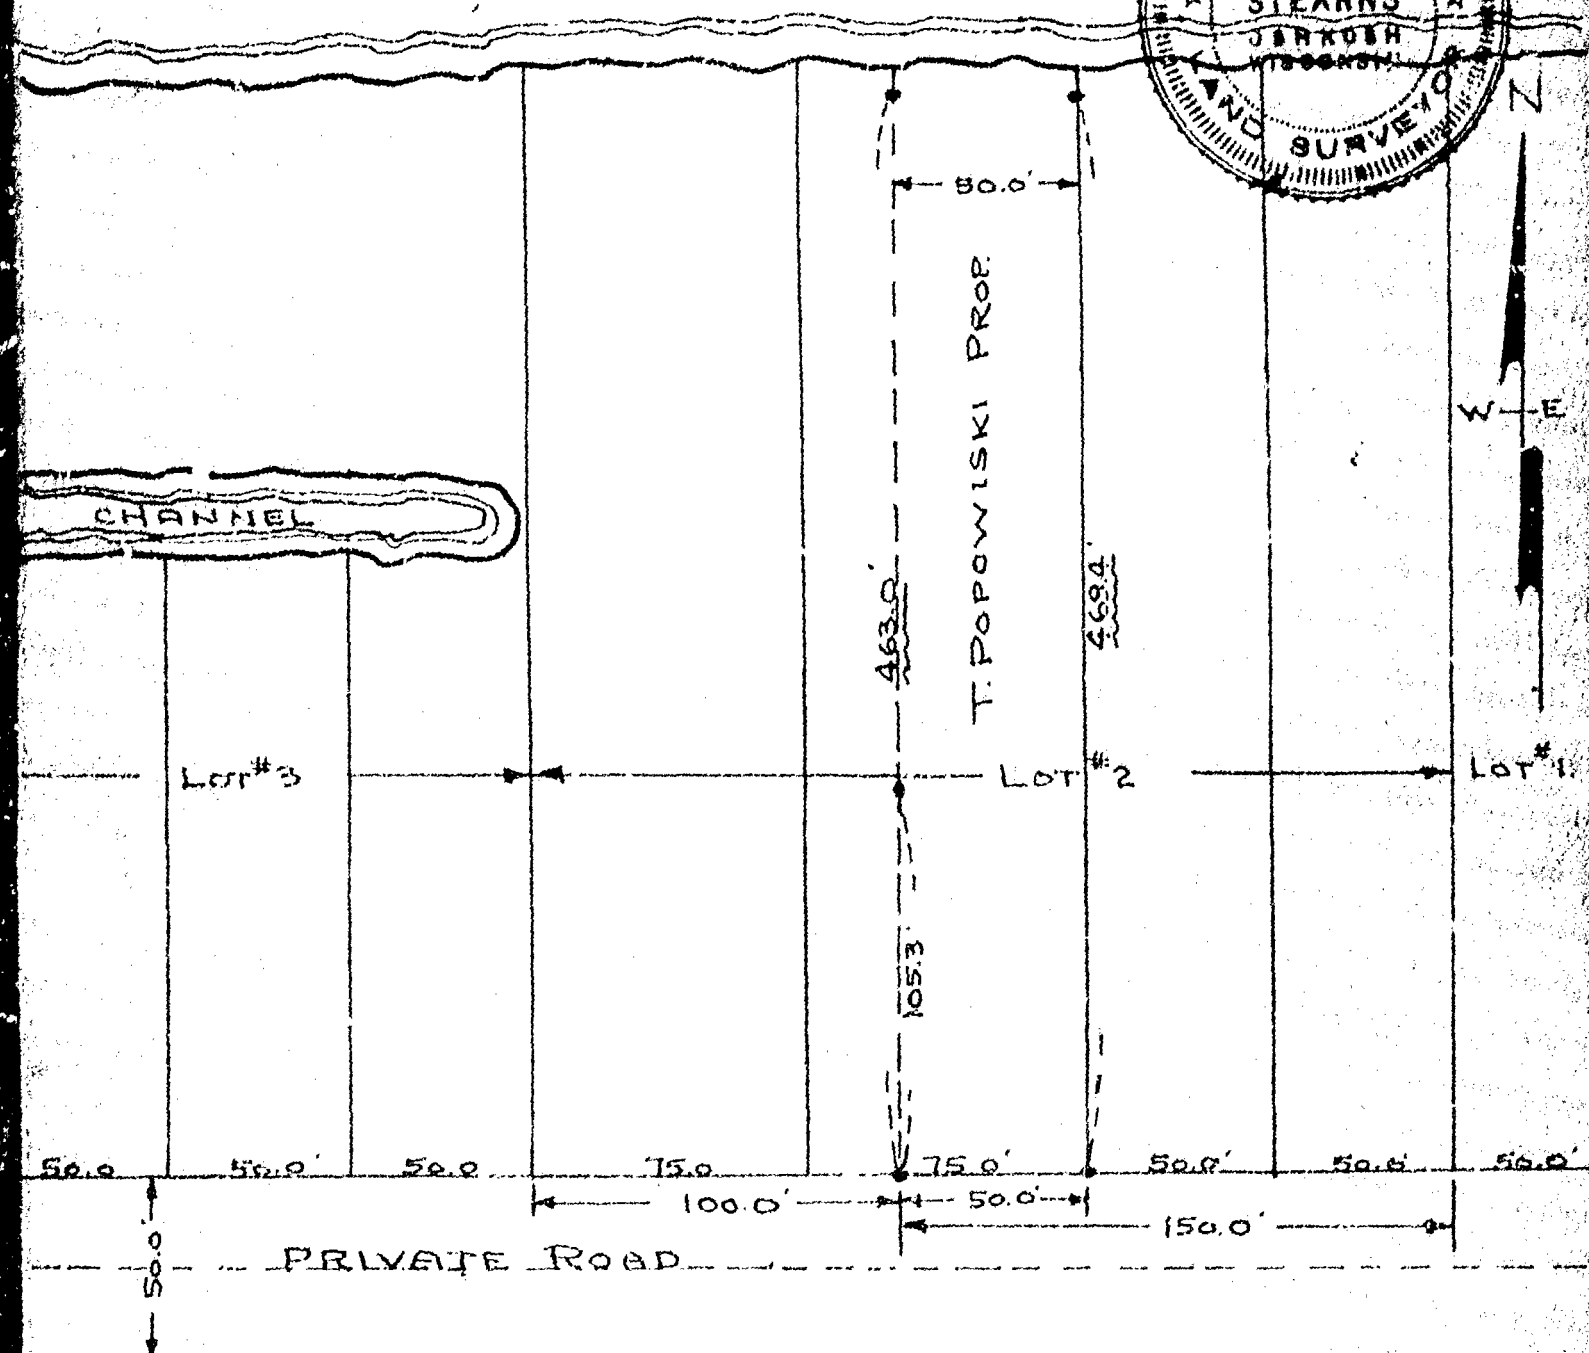 STEARNS
WISCONSIN
LAND SURVEYOR
N
50.0'
T. POPOWISKI PROP.
W E
CHANNEL
463.0'
469.4'
LOT #3
LOT #2
LOT #1
105.3'
50.0 50.0' 50.0 75.0 75.0' 50.0' 50.0' 50.0'
100.0' 50.0'
150.0'
50.0'
PRIVATE ROAD